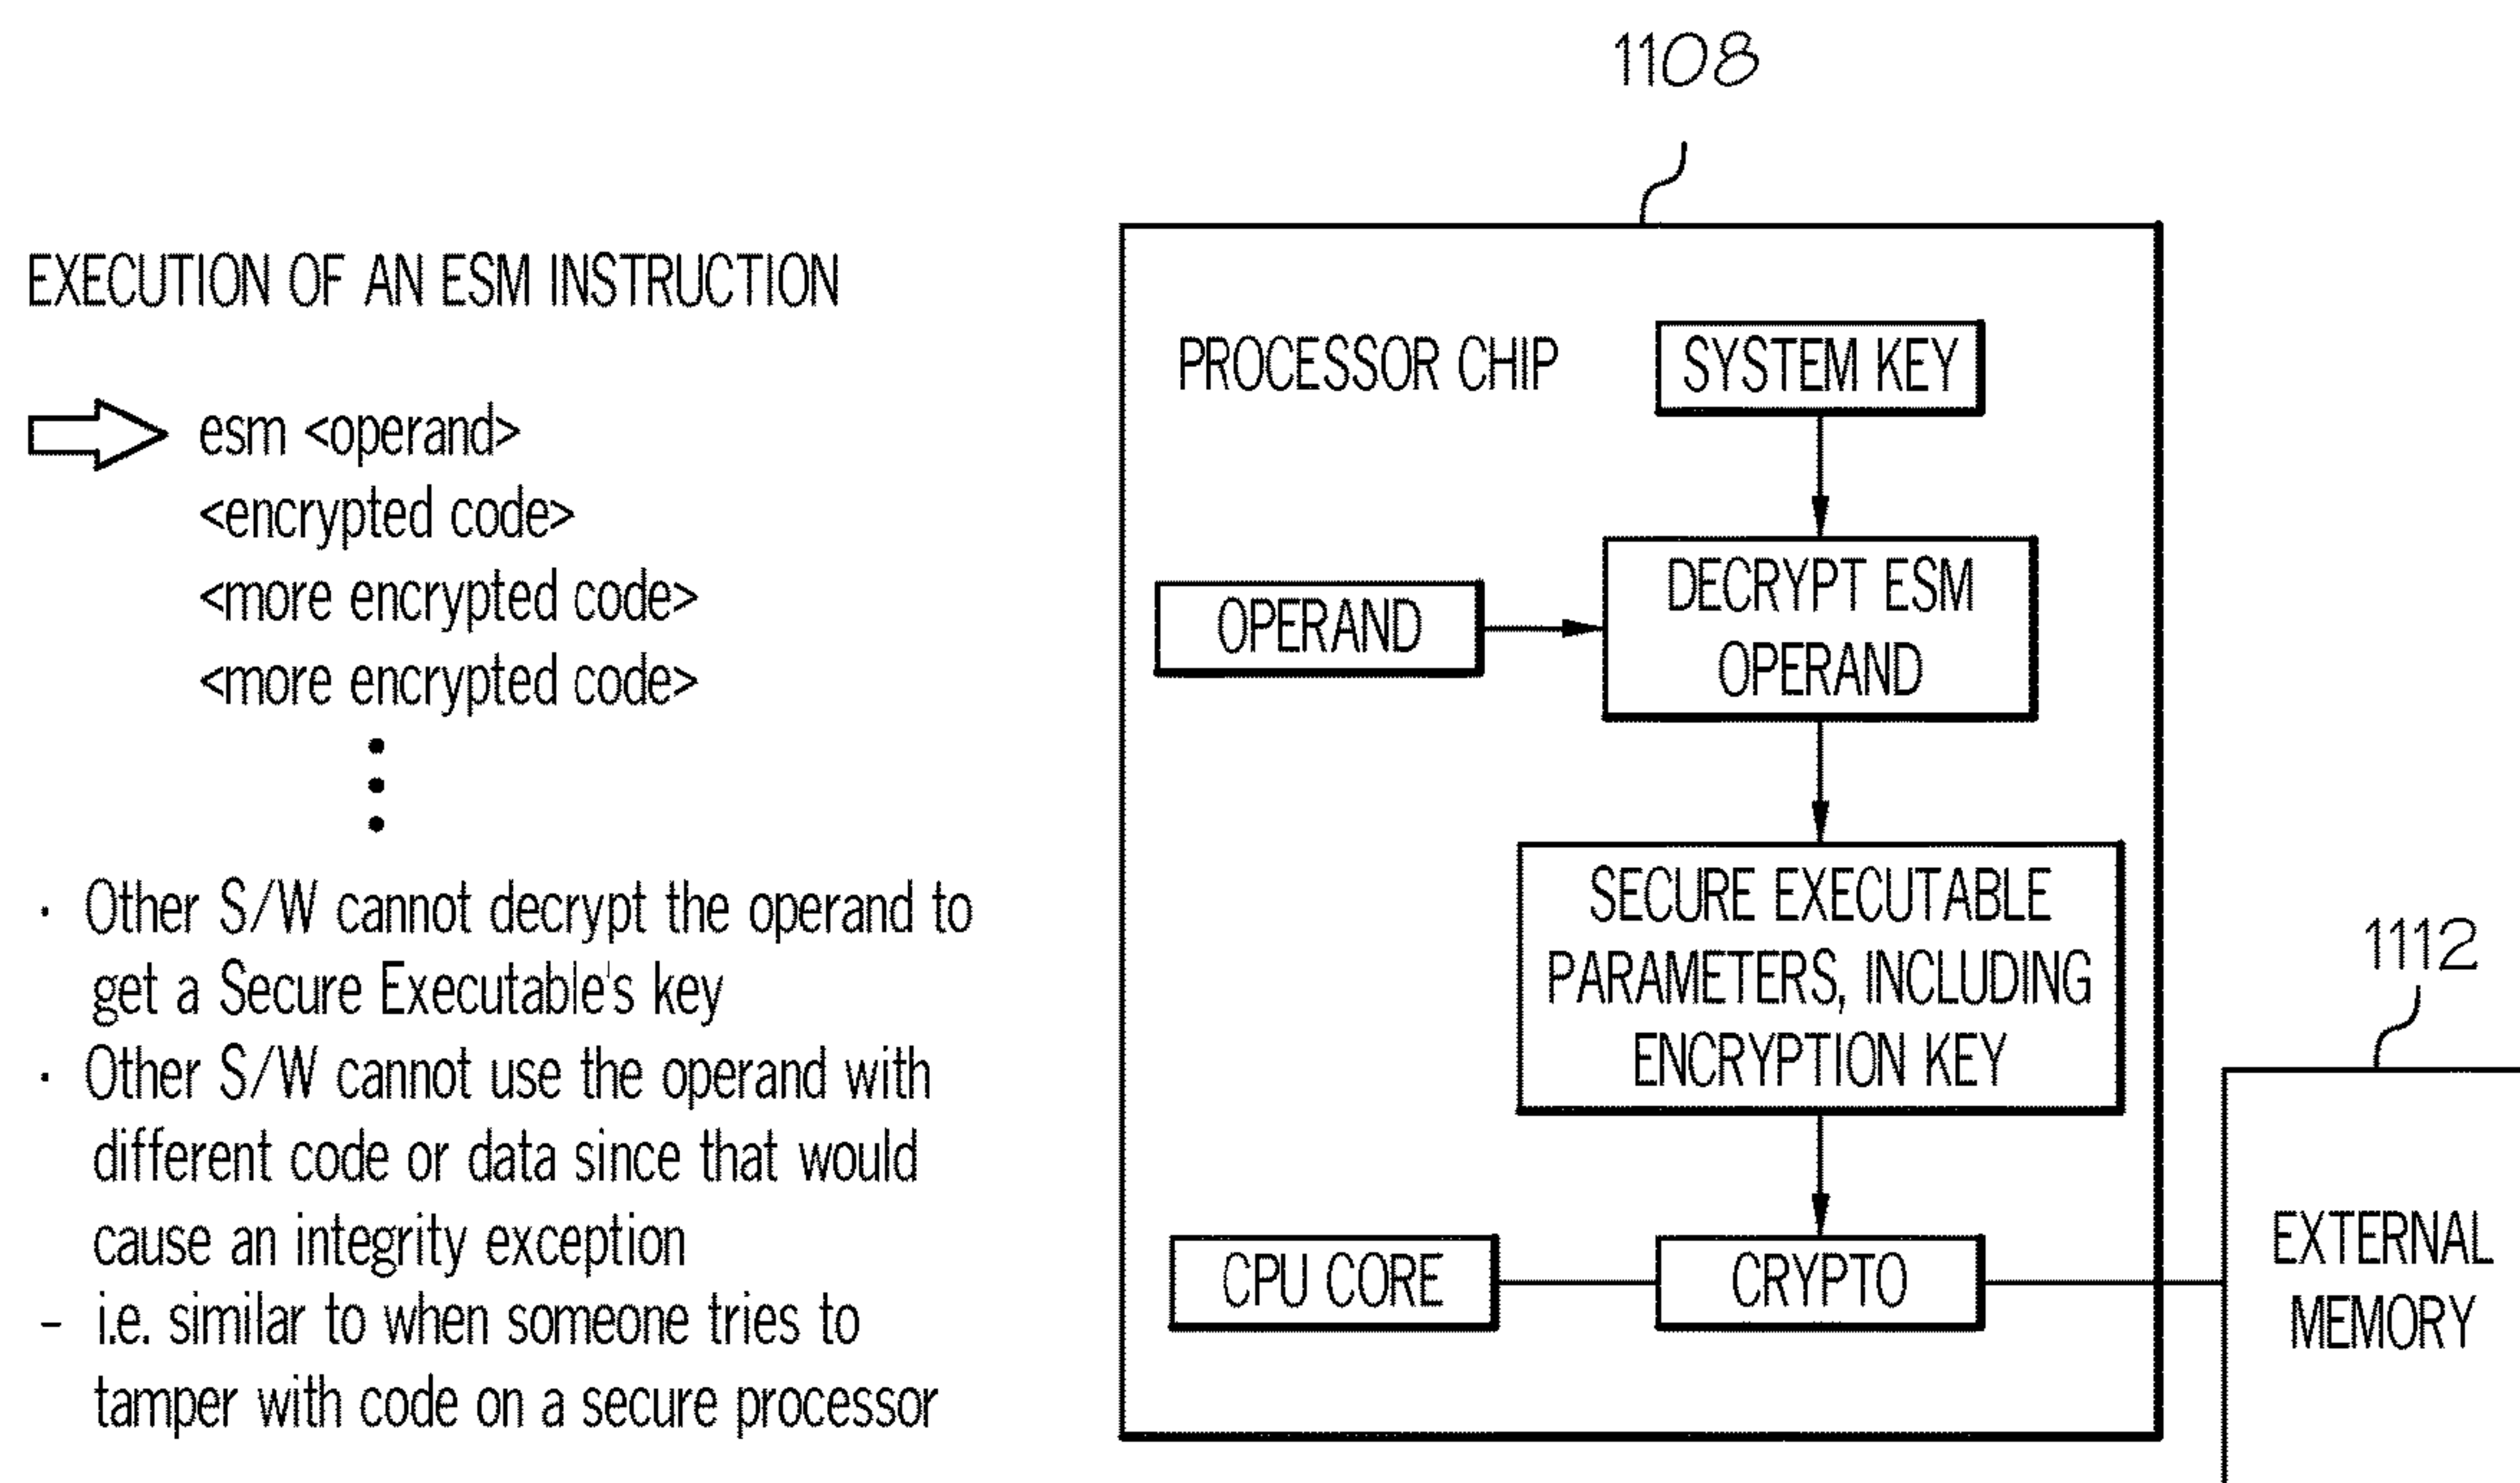 1108
EXECUTION OF AN ESM INSTRUCTION
esm <operand>
<encrypted code>
<more encrypted code>
<more encrypted code>
· Other S/W cannot decrypt the operand to
get a Secure Executable's key
· Other S/W cannot use the operand with
different code or data since that would
cause an integrity exception
- i.e. similar to when someone tries to
tamper with code on a secure processor
PROCESSOR CHIP
SYSTEM KEY
OPERAND
DECRYPT ESM
OPERAND
SECURE EXECUTABLE
PARAMETERS, INCLUDING
ENCRYPTION KEY
CPU CORE
CRYPTO
1112
EXTERNAL
MEMORY